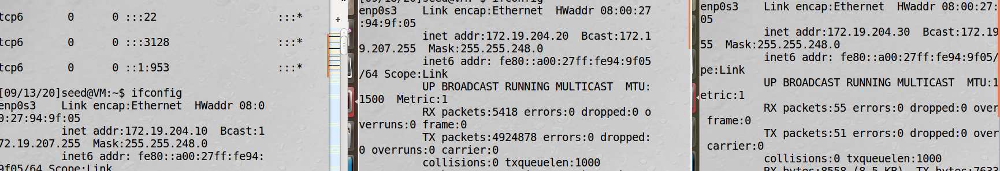 tcp6       0      0 :::22                   :::*
tcp6       0      0 :::3128                 :::*
tcp6       0      0 ::1:953                 :::*
[09/13/20]seed@VM:~$ ifconfig
enp0s3    Link encap:Ethernet  HWaddr 08:0
0:27:94:9f:05
          inet addr:172.19.204.10  Bcast:1
72.19.207.255  Mask:255.255.248.0
          inet6 addr: fe80::a00:27ff:fe94:
9f05/64 Scope:Link
[09/13/20]seed@VM:~$ ifconfig
enp0s3    Link encap:Ethernet  HWaddr 08:00:27
:94:9f:05
          inet addr:172.19.204.20  Bcast:172.1
9.207.255  Mask:255.255.248.0
          inet6 addr: fe80::a00:27ff:fe94:9f05
/64 Scope:Link
          UP BROADCAST RUNNING MULTICAST  MTU:
1500  Metric:1
          RX packets:5418 errors:0 dropped:0 o
verruns:0 frame:0
          TX packets:4924878 errors:0 dropped:
0 overruns:0 carrier:0
          collisions:0 txqueuelen:1000
enp0s3    Link encap:Ethernet  HWaddr 08:00:27:
05
          inet addr:172.19.204.30  Bcast:172.19
55  Mask:255.255.248.0
          inet6 addr: fe80::a00:27ff:fe94:9f05/
pe:Link
          UP BROADCAST RUNNING MULTICAST  MTU:1
etric:1
          RX packets:55 errors:0 dropped:0 over
 frame:0
          TX packets:51 errors:0 dropped:0 over
 carrier:0
          collisions:0 txqueuelen:1000
          RX bytes:8558 (8.5 KB)  TX bytes:7633